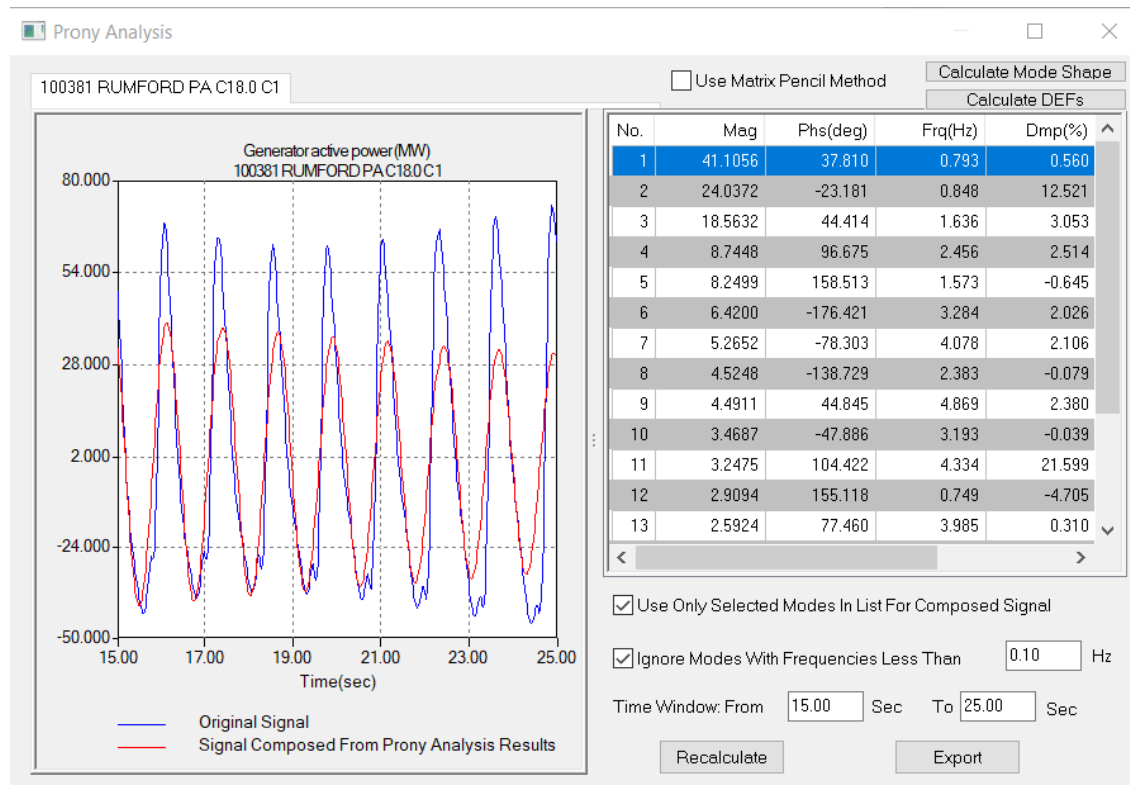 Prony Analysis
100381 RUMFORD PA C18.0 C1
Use Matrix Pencil Method
Calculate Mode Shape
Calculate DEFs
Generator active power (MW)
100381 RUMFORD PA C18.0 C1
80.000
54.000
28.000
2.000
-24.000
-50.000
15.00 17.00 19.00 21.00 23.00 25.00
Time(sec)
Original Signal
Signal Composed From Prony Analysis Results
No. Mag Phs(deg) Frq(Hz) Dmp(%)
1 41.1056 37.810 0.793 0.560
2 24.0372 -23.181 0.848 12.521
3 18.5632 44.414 1.636 3.053
4 8.7448 96.675 2.456 2.514
5 8.2499 158.513 1.573 -0.645
6 6.4200 -176.421 3.284 2.026
7 5.2652 -78.303 4.078 2.106
8 4.5248 -138.729 2.383 -0.079
9 4.4911 44.845 4.869 2.380
10 3.4687 -47.886 3.193 -0.039
11 3.2475 104.422 4.334 21.599
12 2.9094 155.118 0.749 -4.705
13 2.5924 77.460 3.985 0.310
Use Only Selected Modes In List For Composed Signal
Ignore Modes With Frequencies Less Than 0.10 Hz
Time Window: From 15.00 Sec To 25.00 Sec
Recalculate
Export